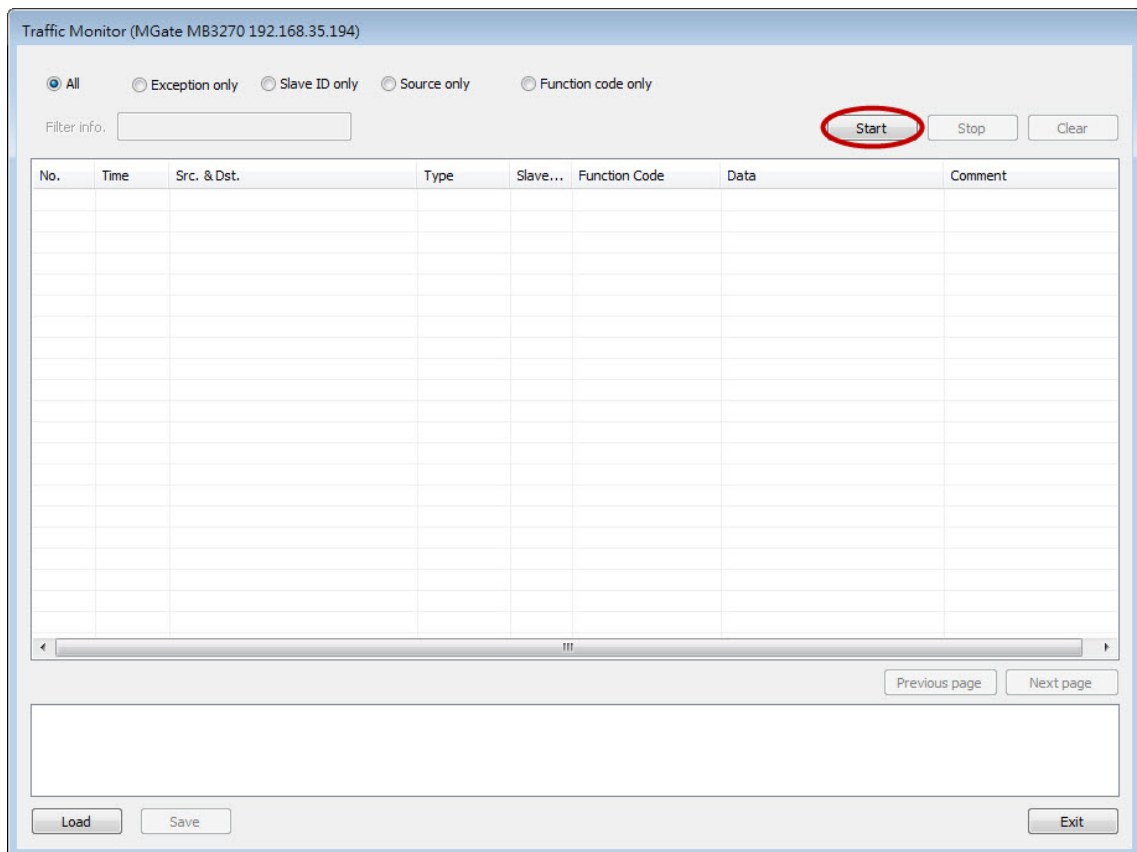 Traffic Monitor (MGate MB3270 192.168.35.194)
All Exception only Slave ID only Source only Function code only
Filter info. Start Stop Clear
No. Time Src. & Dst. Type Slave... Function Code Data Comment
Previous page Next page
Load Save Exit